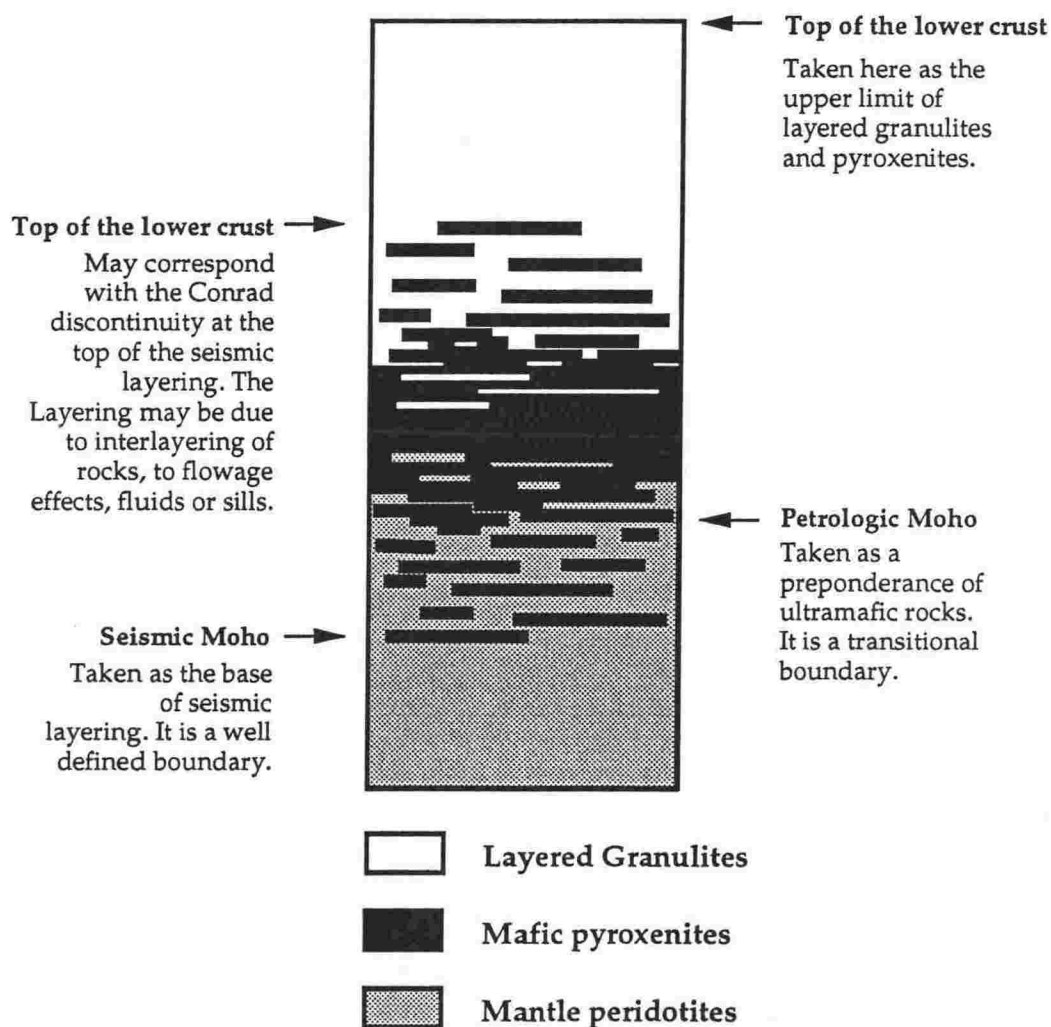 Top of the lower crust
Taken here as the
upper limit of
layered granulites
and pyroxenites.
Top of the lower crust
May correspond
with the Conrad
discontinuity at the
top of the seismic
layering. The
Layering may be due
to interlayering of
rocks, to flowage
effects, fluids or sills.
Petrologic Moho
Taken as a
preponderance of
ultramafic rocks.
It is a transitional
boundary.
Seismic Moho
Taken as the base
of seismic
layering. It is a well
defined boundary.
Layered Granulites
Mafic pyroxenites
Mantle peridotites